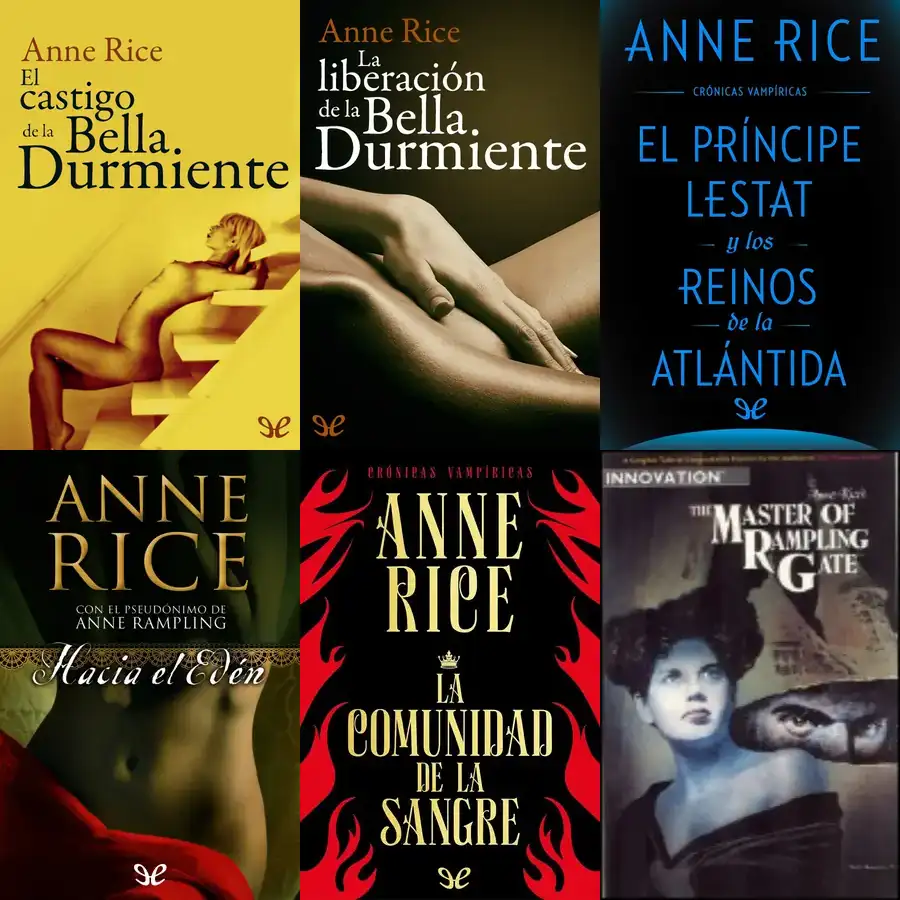 Anne Rice
El
castigo
de la Bella
Durmiente
Anne Rice
La
liberación
de la Bella
Durmiente
ANNE RICE
CRÓNICAS VAMPÍRICAS
EL PRÍNCIPE
LESTAT
y los
REINOS
de la
ATLÁNTIDA
ANNE
RICE
CON EL PSEUDÓNIMO DE
ANNE RAMPLING
Hacia el Edén
CRÓNICAS VAMPÍRICAS
ANNE
RICE
LA
COMUNIDAD
DE LA
SANGRE
INNOVATION
Anne Rice's
THE MASTER OF
RAMPLING
GATE